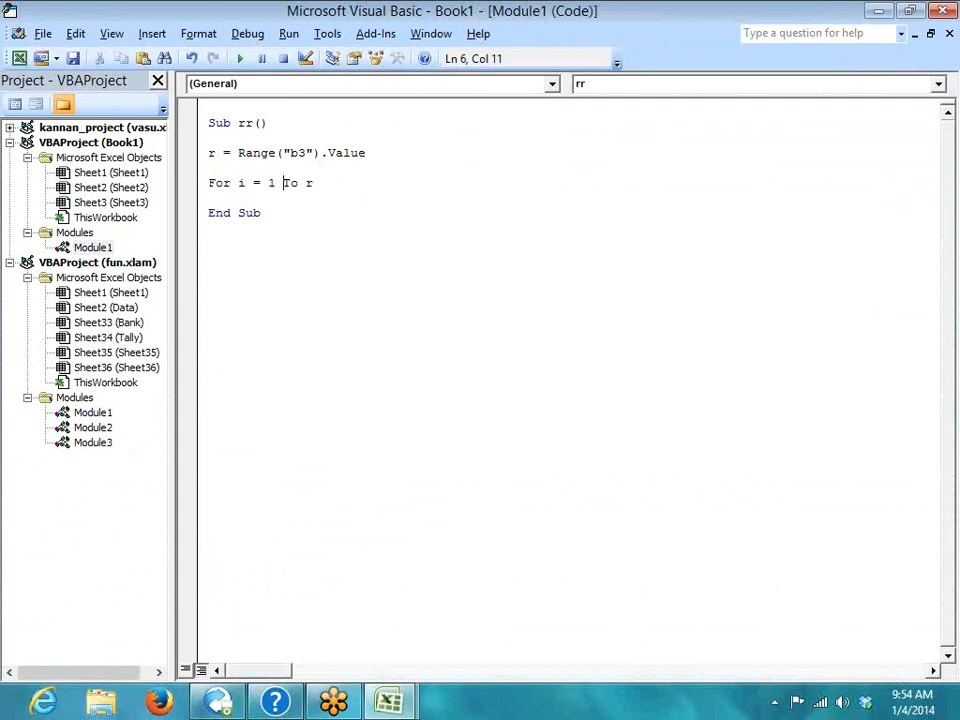 Microsoft Visual Basic - Book1 - [Module1 (Code)]
File Edit View Insert Format Debug Run Tools Add-Ins Window Help
Type a question for help
Ln 6, Col 11
Project - VBAProject
(General)
rr
kannan_project (vasu.xl
VBAProject (Book1)
Microsoft Excel Objects
Sheet1 (Sheet1)
Sheet2 (Sheet2)
Sheet3 (Sheet3)
ThisWorkbook
Modules
Module1
VBAProject (fun.xlam)
Microsoft Excel Objects
Sheet1 (Sheet1)
Sheet2 (Data)
Sheet33 (Bank)
Sheet34 (Tally)
Sheet35 (Sheet35)
Sheet36 (Sheet36)
ThisWorkbook
Modules
Module1
Module2
Module3
Sub rr()
r = Range("b3").Value
For i = 1 To r
End Sub
9:54 AM
1/4/2014